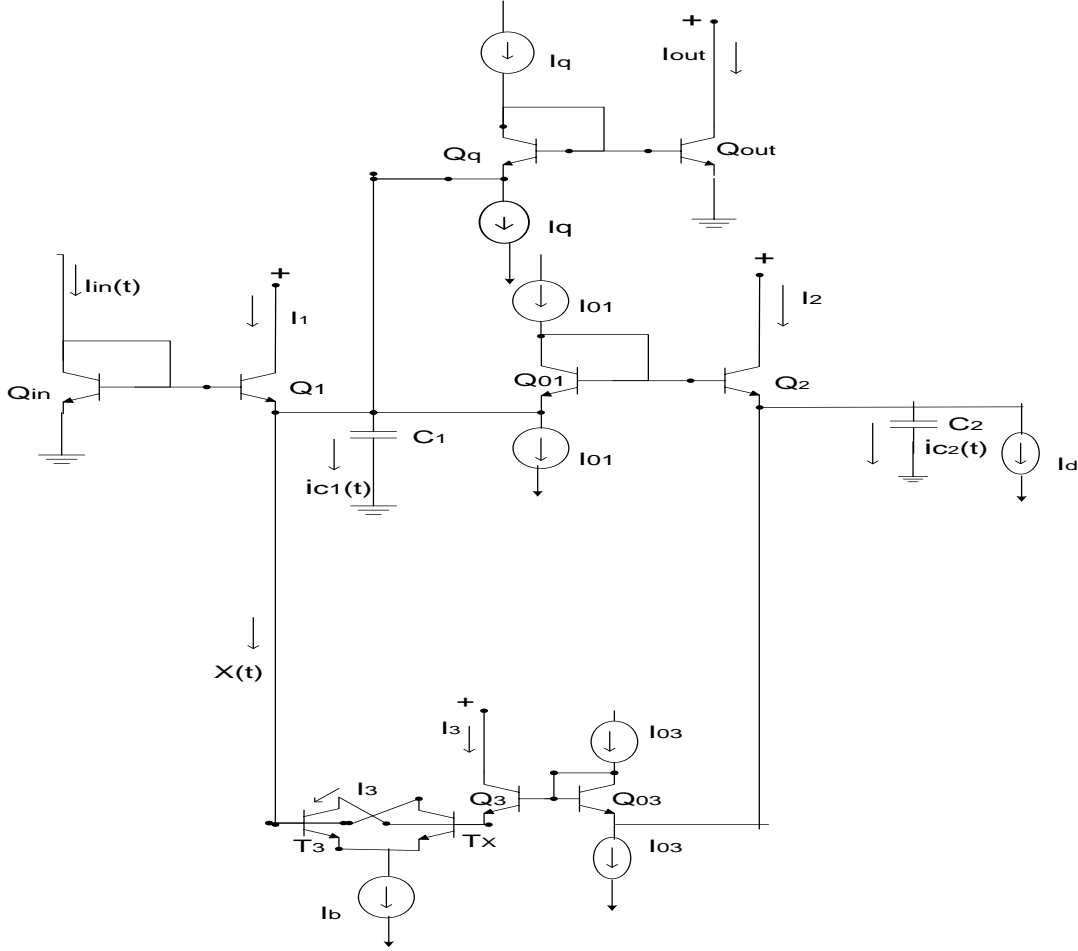 +
Iq
Iout
Qq
Qout
Iq
Iin(t)
+
I1
I01
+
I2
Qin
Q1
Q01
Q2
C1
I01
C2
ic1(t)
ic2(t)
Id
X(t)
+
I3
I03
I3
Q3
Q03
T3
Tx
I03
Ib